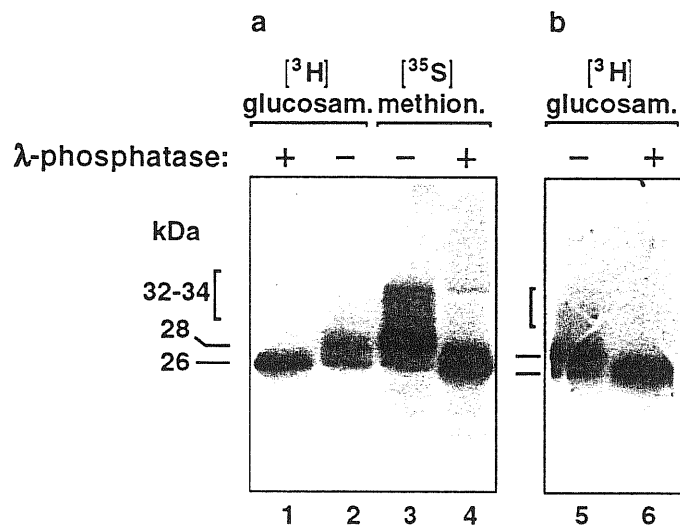 a b
[³H] [³⁵S] [³H]
glucosam. methion. glucosam.
λ-phosphatase: + − − + − +
kDa
32-34
28
26
1 2 3 4 5 6